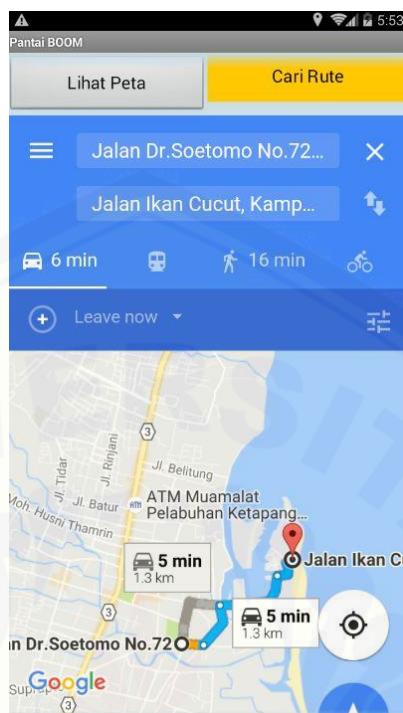 5:53
Pantai BOOM
Lihat Peta
Cari Rute
Jalan Dr.Soetomo No.72...
Jalan Ikan Cucut, Kamp...
6 min
16 min
Leave now
3
Jl. Tidar
Jl. Rinjani
Jl. Belitung
Jl. Batur
ATM
ATM Muamalat
Pelabuhan Ketapang...
Moh. Husni Thamrin
5 min
1.3 km
Jalan Ikan C
3
5 min
1.3 km
n Dr.Soetomo No.72
Google
3